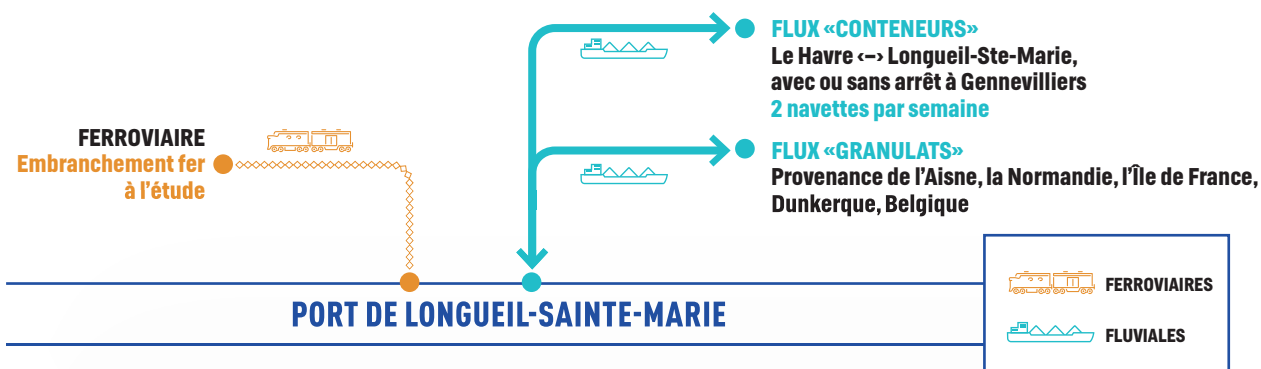 FLUX «CONTENEURS»
Le Havre <–> Longueil-Ste-Marie,
avec ou sans arrêt à Gennevilliers
2 navettes par semaine
FERROVIAIRE
Embranchement fer
à l’étude
FLUX «GRANULATS»
Provenance de l’Aisne, la Normandie, l’Île de France,
Dunkerque, Belgique
PORT DE LONGUEIL-SAINTE-MARIE
FERROVIAIRES
FLUVIALES